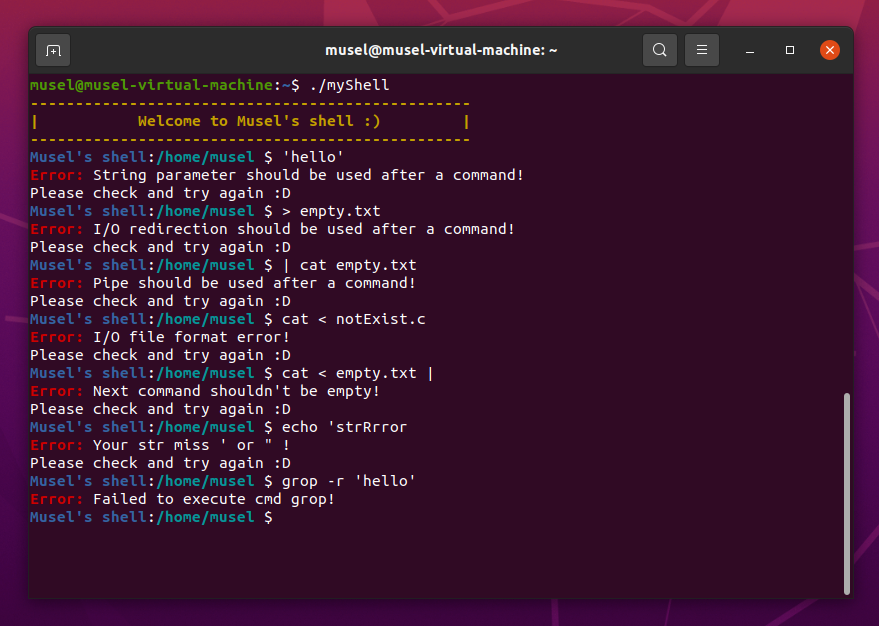 musel@musel-virtual-machine: ~
musel@musel-virtual-machine:~$ ./myShell
-------------------------------------------------
|           Welcome to Musel's shell :)         |
-------------------------------------------------
Musel's shell:/home/musel $ 'hello'
Error: String parameter should be used after a command!
Please check and try again :D
Musel's shell:/home/musel $ > empty.txt
Error: I/O redirection should be used after a command!
Please check and try again :D
Musel's shell:/home/musel $ | cat empty.txt
Error: Pipe should be used after a command!
Please check and try again :D
Musel's shell:/home/musel $ cat < notExist.c
Error: I/O file format error!
Please check and try again :D
Musel's shell:/home/musel $ cat < empty.txt |
Error: Next command shouldn't be empty!
Please check and try again :D
Musel's shell:/home/musel $ echo 'strRrror
Error: Your str miss ' or " !
Please check and try again :D
Musel's shell:/home/musel $ grop -r 'hello'
Error: Failed to execute cmd grop!
Musel's shell:/home/musel $